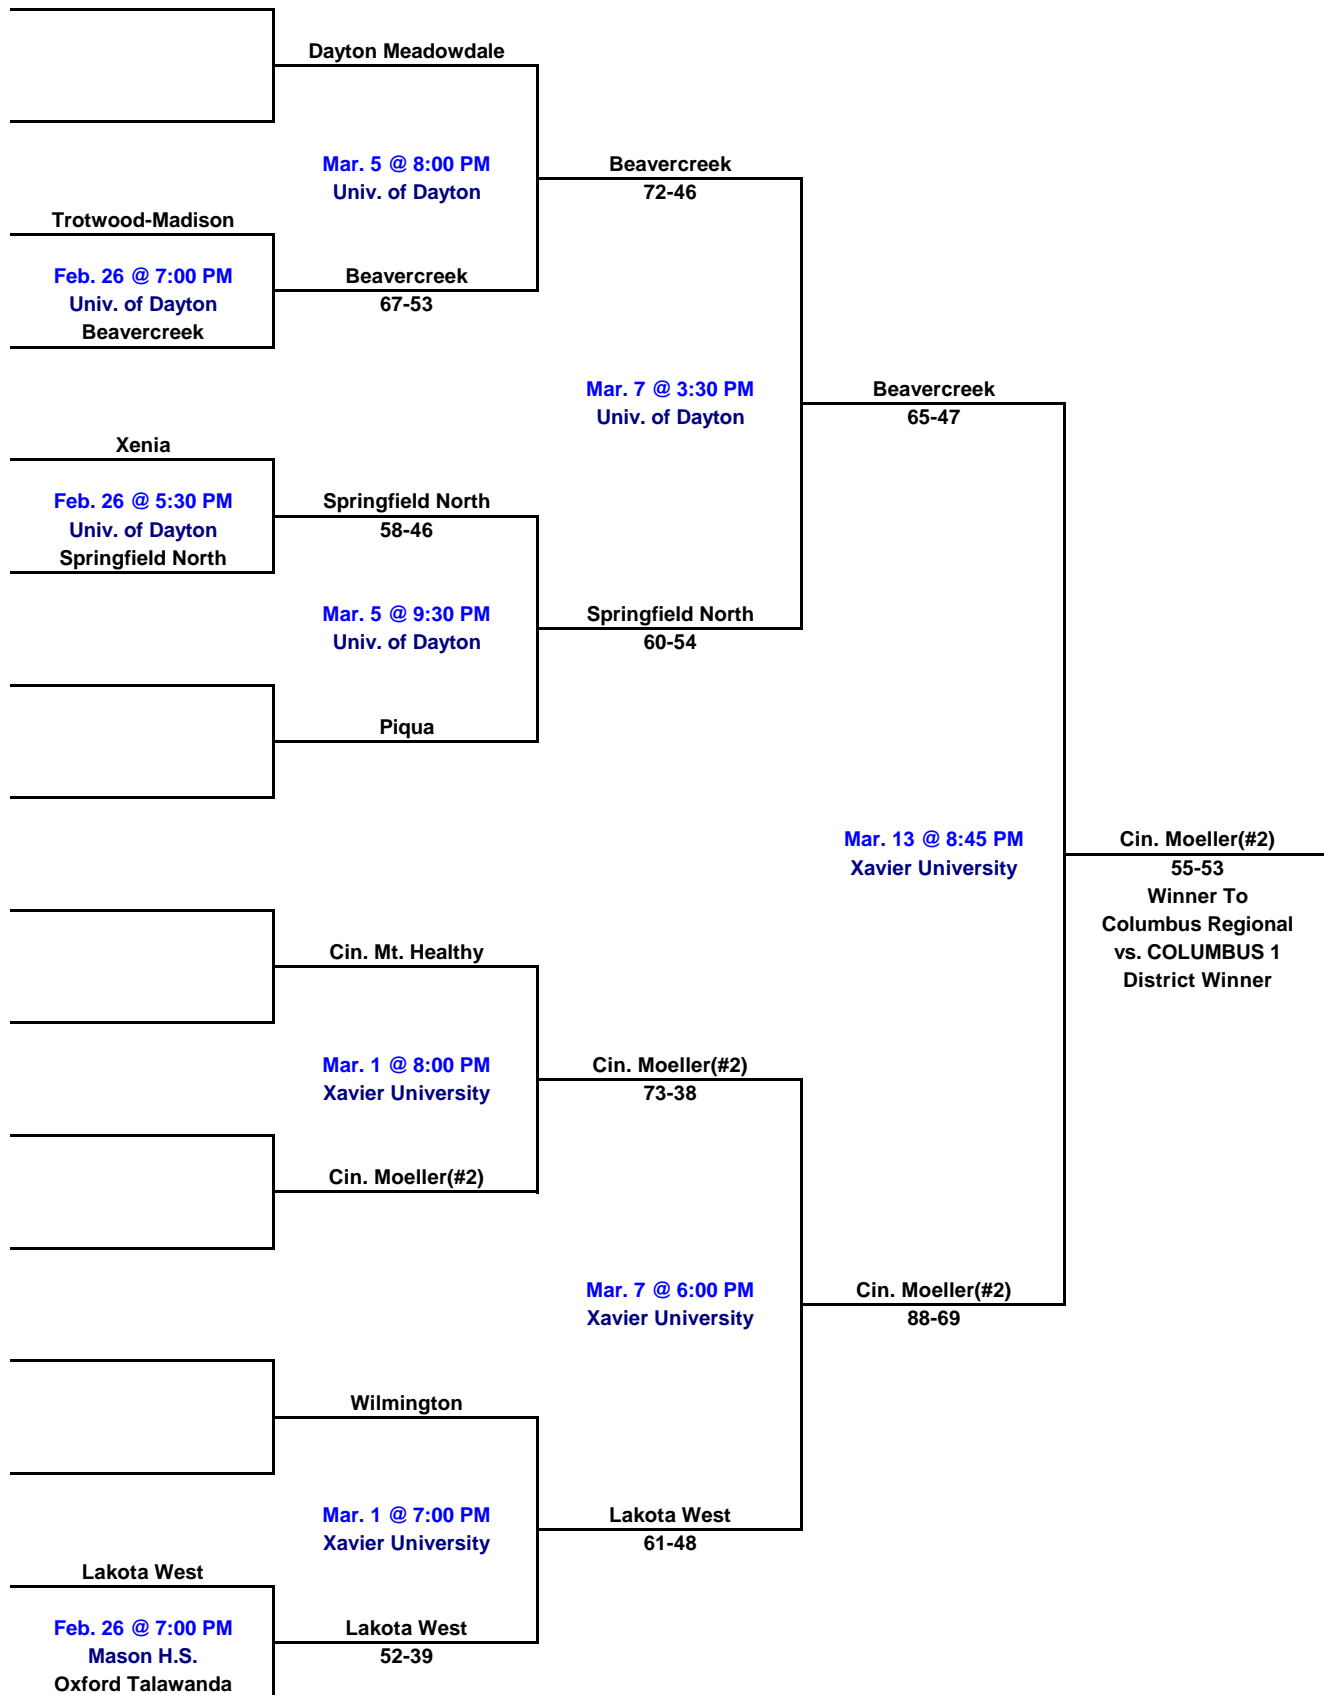 Dayton Meadowdale
Mar. 5 @ 8:00 PM
Univ. of Dayton
Beavercreek
72-46
Trotwood-Madison
Feb. 26 @ 7:00 PM
Univ. of Dayton
Beavercreek
Beavercreek
67-53
Mar. 7 @ 3:30 PM
Univ. of Dayton
Beavercreek
65-47
Xenia
Feb. 26 @ 5:30 PM
Univ. of Dayton
Springfield North
Springfield North
58-46
Mar. 5 @ 9:30 PM
Univ. of Dayton
Springfield North
60-54
Piqua
Mar. 13 @ 8:45 PM
Xavier University
Cin. Moeller(#2)
55-53
Winner To
Columbus Regional
vs. COLUMBUS 1
District Winner
Cin. Mt. Healthy
Mar. 1 @ 8:00 PM
Xavier University
Cin. Moeller(#2)
73-38
Cin. Moeller(#2)
Mar. 7 @ 6:00 PM
Xavier University
Cin. Moeller(#2)
88-69
Wilmington
Mar. 1 @ 7:00 PM
Xavier University
Lakota West
61-48
Lakota West
Feb. 26 @ 7:00 PM
Mason H.S.
Oxford Talawanda
Lakota West
52-39